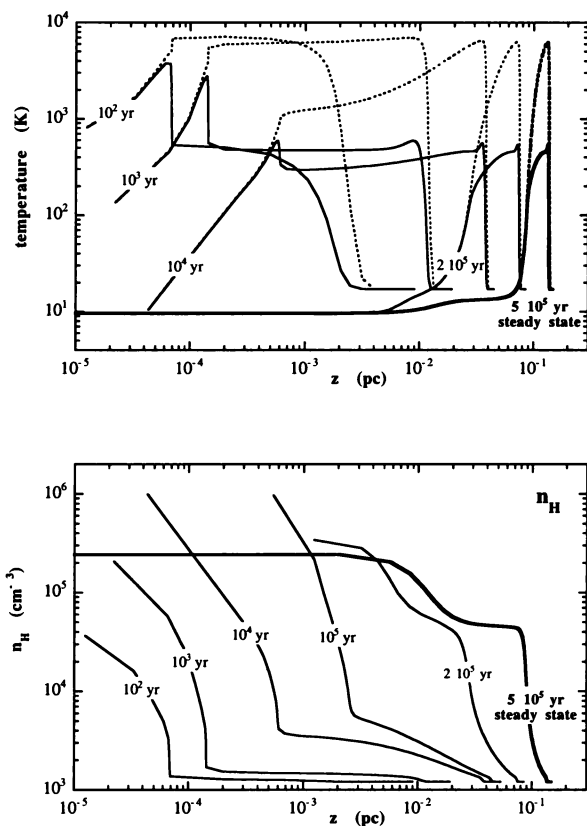 10^4
10^3
10^2
10^1
temperature (K)
10^2 yr
10^3 yr
10^4 yr
2 10^5 yr
5 10^5 yr
steady state
10^-5
10^-4
10^-3
10^-2
10^-1
z (pc)
n_H
10^6
10^5
10^4
10^3
n_H (cm^-3)
10^2 yr
10^3 yr
10^4 yr
10^5 yr
2 10^5 yr
5 10^5 yr
steady state
10^-5
10^-4
10^-3
10^-2
10^-1
z (pc)